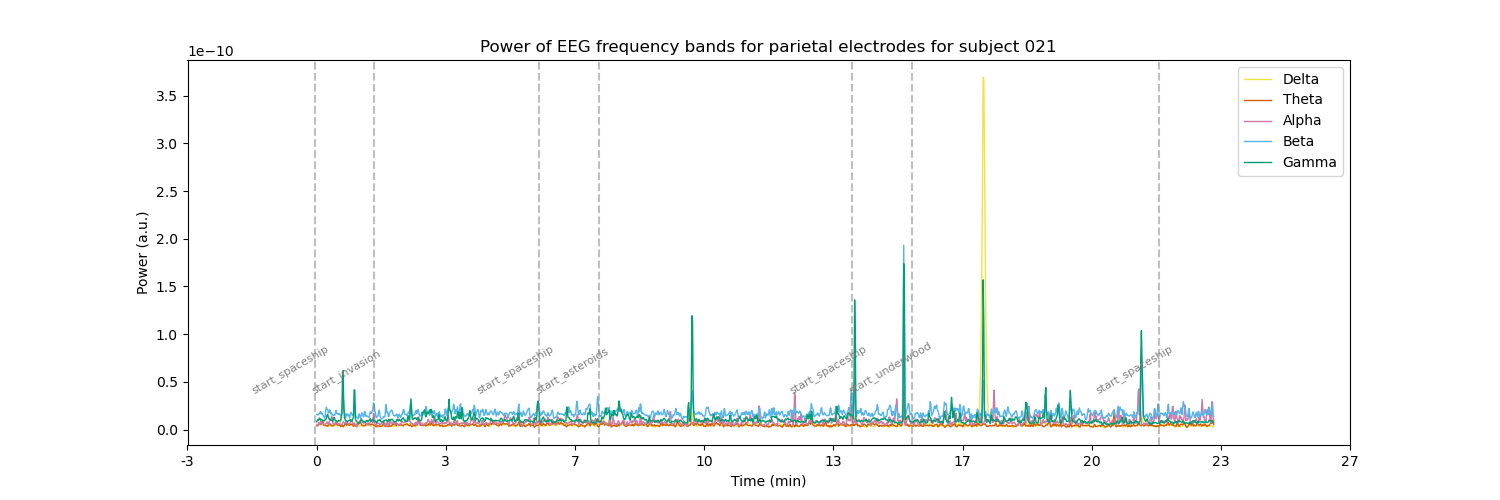 Power of EEG frequency bands for parietal electrodes for subject 021
1e−10
Power (a.u.)
3.5
3.0
2.5
2.0
1.5
1.0
0.5
0.0
Delta
Theta
Alpha
Beta
Gamma
start_spaceship
start_invasion
start_spaceship
start_asteroids
start_spaceship
start_underwood
start_spaceship
-3 0 3 7 10 13 17 20 23 27
Time (min)